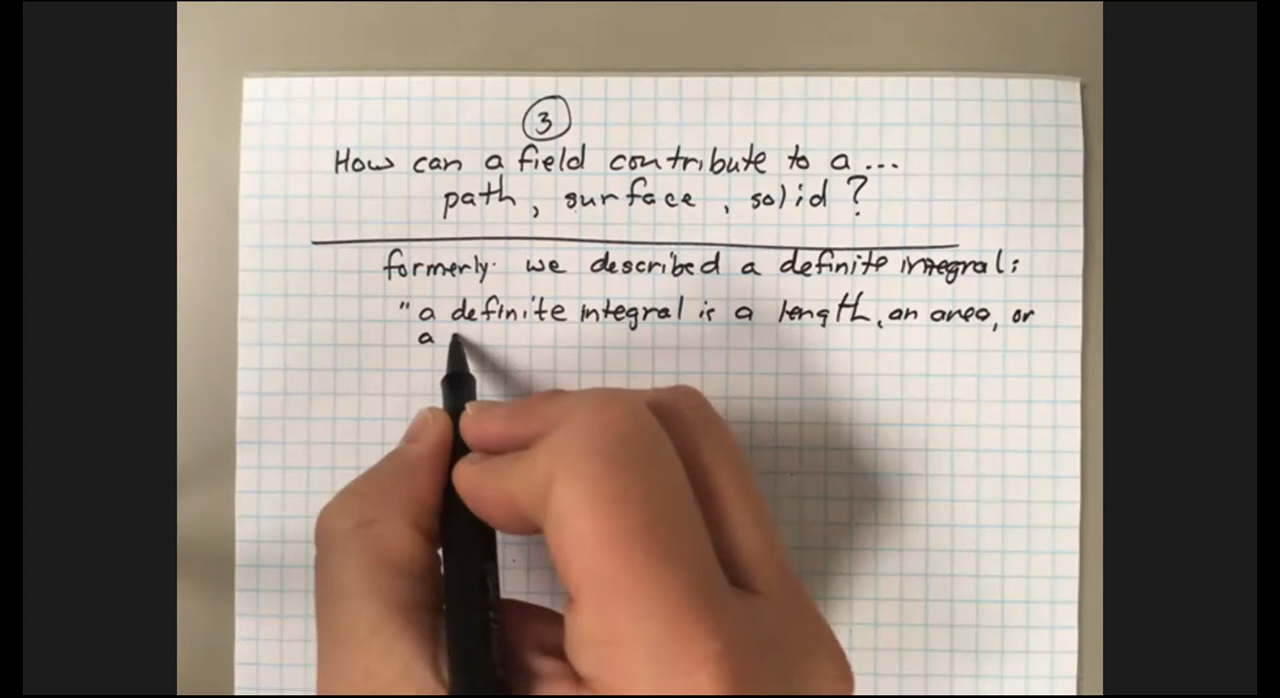 3
How can a field contribute to a...
path, surface, solid?
formerly. we described a definite integral:
"a definite integral is a length, an area, or
a